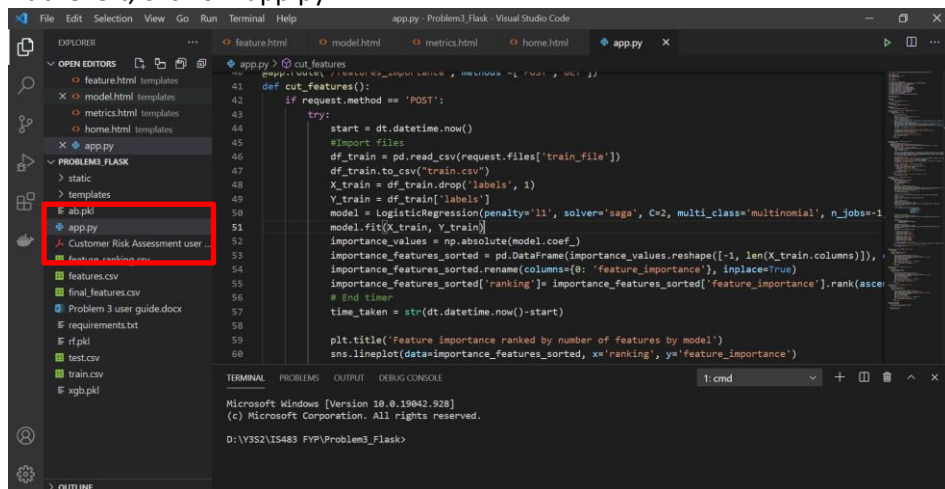 File Edit Selection View Go Run Terminal Help app.py - Problem3_Flask - Visual Studio Code
EXPLORER
feature.html model.html metrics.html home.html app.py
OPEN EDITORS
feature.html templates
model.html templates
metrics.html templates
home.html templates
app.py
PROBLEM3_FLASK
static
templates
ab.pkl
app.py
Customer Risk Assessment user ...
feature_ranking.csv
features.csv
final_features.csv
Problem 3 user guide.docx
requirements.txt
rf.pkl
test.csv
train.csv
xgb.pkl
OUTLINE
app.py > cut_features
40 @app.route('/features_importance', methods =['POST','GET'])
41 def cut_features():
42 if request.method == 'POST':
43 try:
44 start = dt.datetime.now()
45 #Import files
46 df_train = pd.read_csv(request.files['train_file'])
47 df_train.to_csv("train.csv")
48 X_train = df_train.drop('labels', 1)
49 Y_train = df_train['labels']
50 model = LogisticRegression(penalty='l1', solver='saga', C=2, multi_class='multinomial', n_jobs=-1
51 model.fit(X_train, Y_train)
52 importance_values = np.absolute(model.coef_)
53 importance_features_sorted = pd.DataFrame(importance_values.reshape([-1, len(X_train.columns)]),
54 importance_features_sorted.rename(columns={0: 'feature_importance'}, inplace=True)
55 importance_features_sorted['ranking']= importance_features_sorted['feature_importance'].rank(asce
56 # End timer
57 time_taken = str(dt.datetime.now()-start)
58
59 plt.title('Feature importance ranked by number of features by model')
60 sns.lineplot(data=importance_features_sorted, x='ranking', y='feature_importance')
TERMINAL PROBLEMS OUTPUT DEBUG CONSOLE 1: cmd
Microsoft Windows [Version 10.0.19042.928]
(c) Microsoft Corporation. All rights reserved.
D:\Y3S2\IS483 FYP\Problem3_Flask>